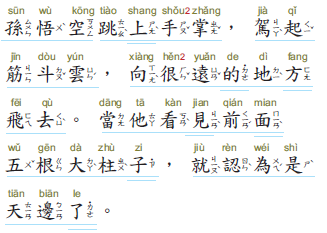 sūn wù kōng tiào shang shǒu2 zhǎng jià qǐ
孫悟空跳上手掌，駕起
jīn dǒu yún xiàng hěn2 yuǎn de dì fang
筋斗雲，向很遠的地方
fēi qù dāng tā kàn jiàn qián mian
飛去。當他看見前面
wǔ gēn dà zhù zi jiù rèn wéi shì
五根大柱子，就認為是
tiān biān le
天邊了。